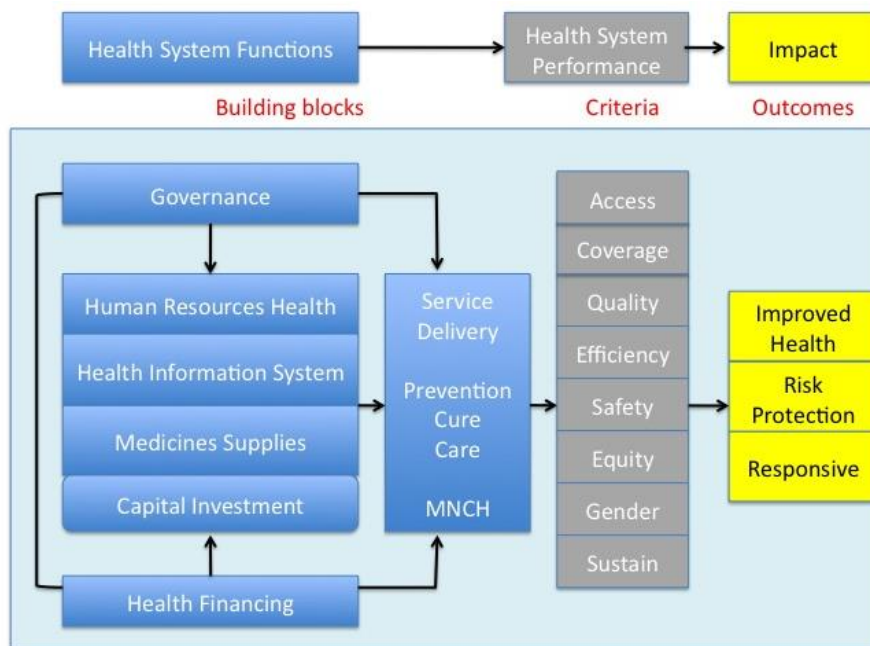 Health System Functions
Health System
Performance
Impact
Building blocks
Criteria
Outcomes
Governance
Human Resources Health
Health Information System
Medicines Supplies
Capital Investment
Health Financing
Service
Delivery
Prevention
Cure
Care
MNCH
Access
Coverage
Quality
Efficiency
Safety
Equity
Gender
Sustain
Improved
Health
Risk
Protection
Responsive